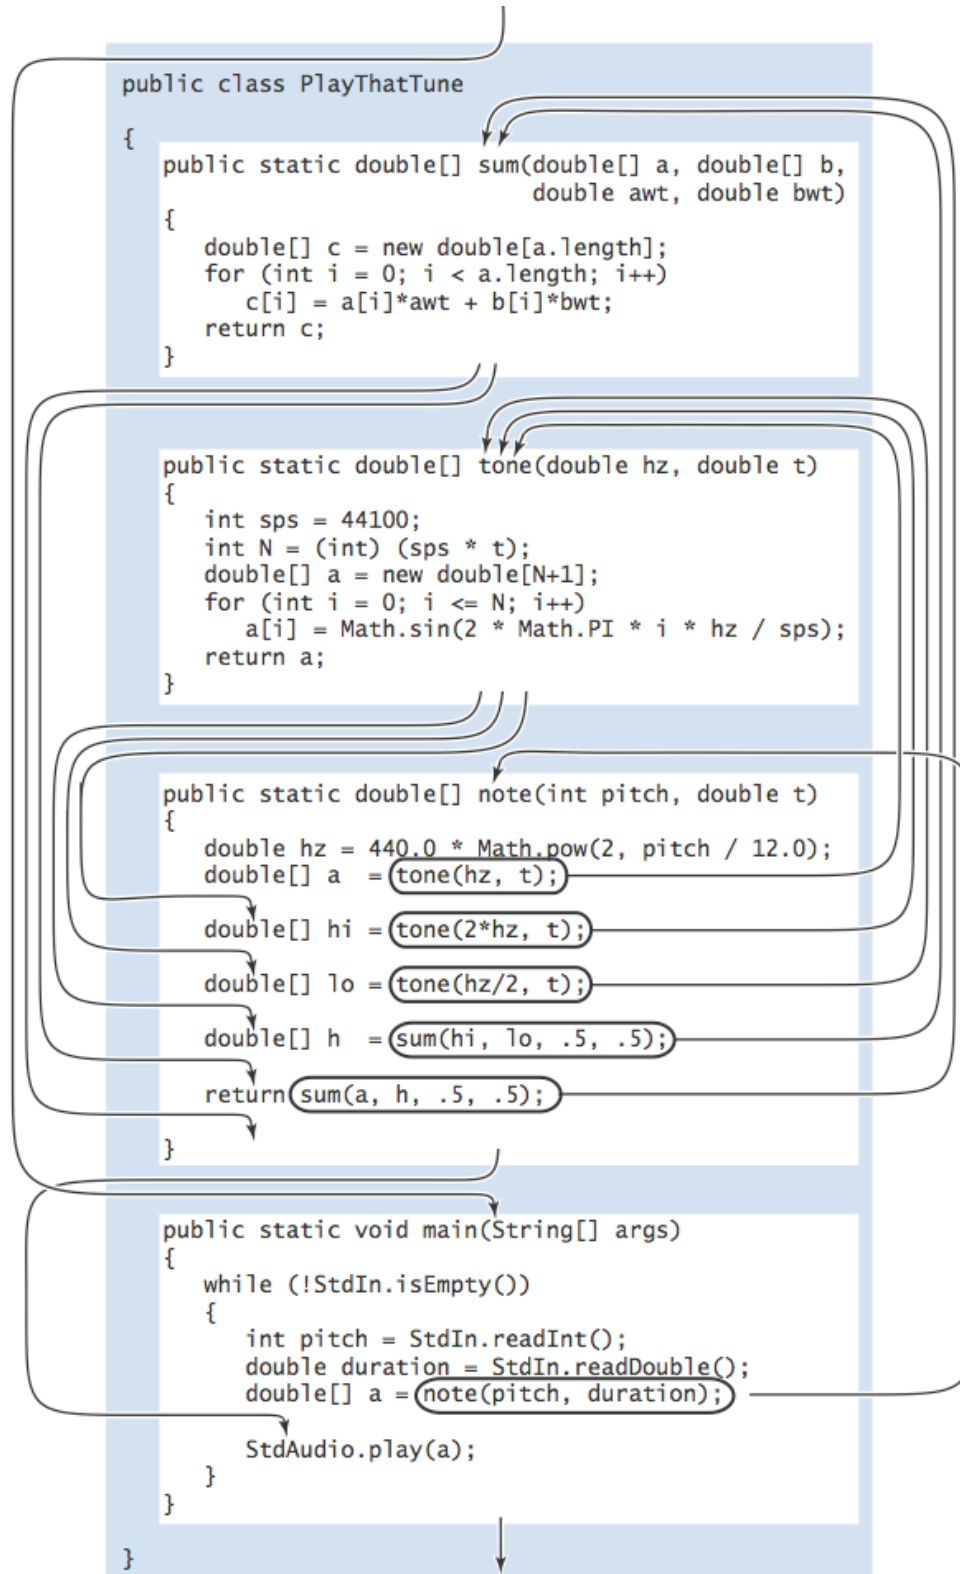 public class PlayThatTune
{
public static double[] sum(double[] a, double[] b,
double awt, double bwt)
{
double[] c = new double[a.length];
for (int i = 0; i < a.length; i++)
c[i] = a[i]*awt + b[i]*bwt;
return c;
}
public static double[] tone(double hz, double t)
{
int sps = 44100;
int N = (int) (sps * t);
double[] a = new double[N+1];
for (int i = 0; i <= N; i++)
a[i] = Math.sin(2 * Math.PI * i * hz / sps);
return a;
}
public static double[] note(int pitch, double t)
{
double hz = 440.0 * Math.pow(2, pitch / 12.0);
double[] a = tone(hz, t);
double[] hi = tone(2*hz, t);
double[] lo = tone(hz/2, t);
double[] h = sum(hi, lo, .5, .5);
return sum(a, h, .5, .5);
}
public static void main(String[] args)
{
while (!StdIn.isEmpty())
{
int pitch = StdIn.readInt();
double duration = StdIn.readDouble();
double[] a = note(pitch, duration);
StdAudio.play(a);
}
}
}